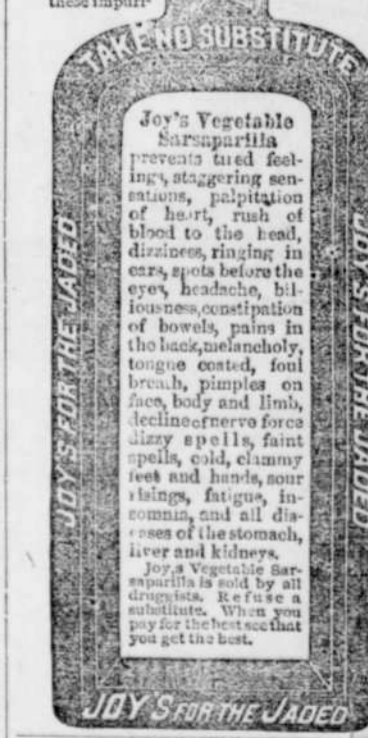 these impuri-
TAKE NO SUBSTITUTE
Joy's Vegetable
Sarsaparilla
prevents tired feel-
ings, staggering sen-
sations, palpitation
of heart, rush of
blood to the head,
dizziness, ringing in
ears, spots before the
eyes, headache, bil-
iousness, constipation
of bowels, pains in
the back, melancholy,
tongue coated, foul
breath, pimples on
face, body and limb,
decline of nerve force
dizzy spells, faint
spells, cold, clammy
feet and hands, sour
risings, fatigue, in-
somnia, and all dis-
eases of the stomach,
liver and kidneys.
Joy,s Vegetable Sar-
saparilla is sold by all
druggists. Refuse a
substitute. When you
pay for the best see that
you get the best.
JOY'S FOR THE JADED
JOY'S FOR THE JADED
JOY'S FOR THE JADED